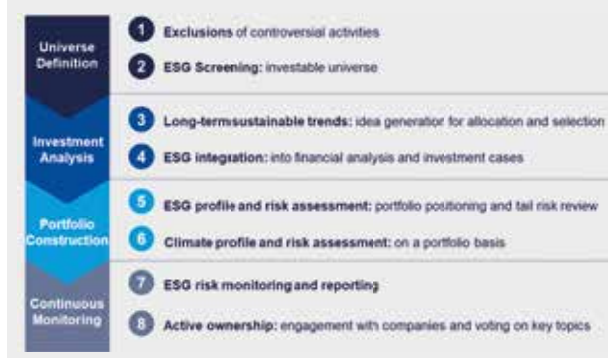 Universe
Definition
1 Exclusions of controversial activities
2 ESG Screening: investable universe
Investment
Analysis
3 Long-termsustainable trends: idea generatior for allocation and selection
4 ESG integration: into financial analysis and investment cases
Portfolio
Construction
5 ESG profile and risk assessment: portfolio positioning and tail risk review
6 Climate profile and risk assessment: on a portfolio basis
Continuous
Monitoring
7 ESG risk monitoring and reporting
8 Active ownership: engagement with companies and voting on key topics